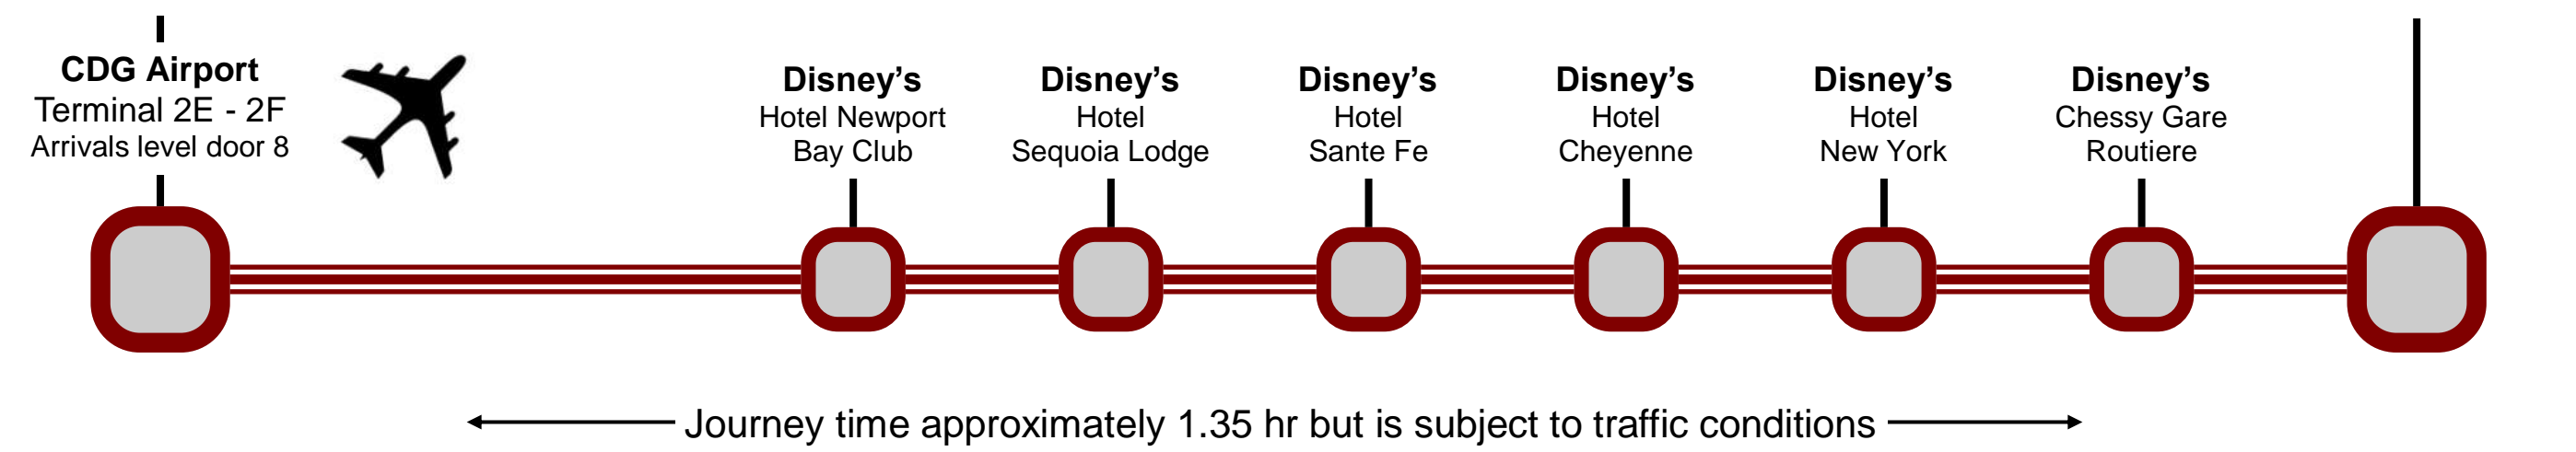 CDG Airport
Terminal 2E - 2F
Arrivals level door 8
Disney's
Hotel Newport
Bay Club
Disney's
Hotel
Sequoia Lodge
Disney's
Hotel
Sante Fe
Disney's
Hotel
Cheyenne
Disney's
Hotel
New York
Disney's
Chessy Gare
Routiere
Journey time approximately 1.35 hr but is subject to traffic conditions